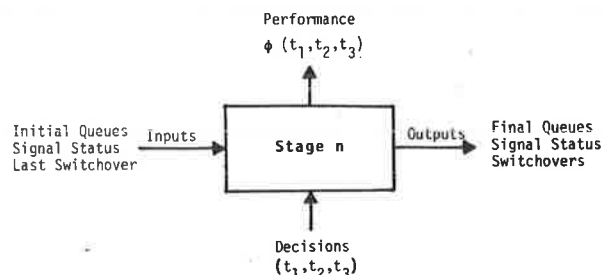 Performance
ϕ (t₁,t₂,t₃)
Initial Queues
Signal Status
Last Switchover
Inputs
Stage n
Outputs
Final Queues
Signal Status
Switchovers
Decisions
(t₁,t₂,t₃)